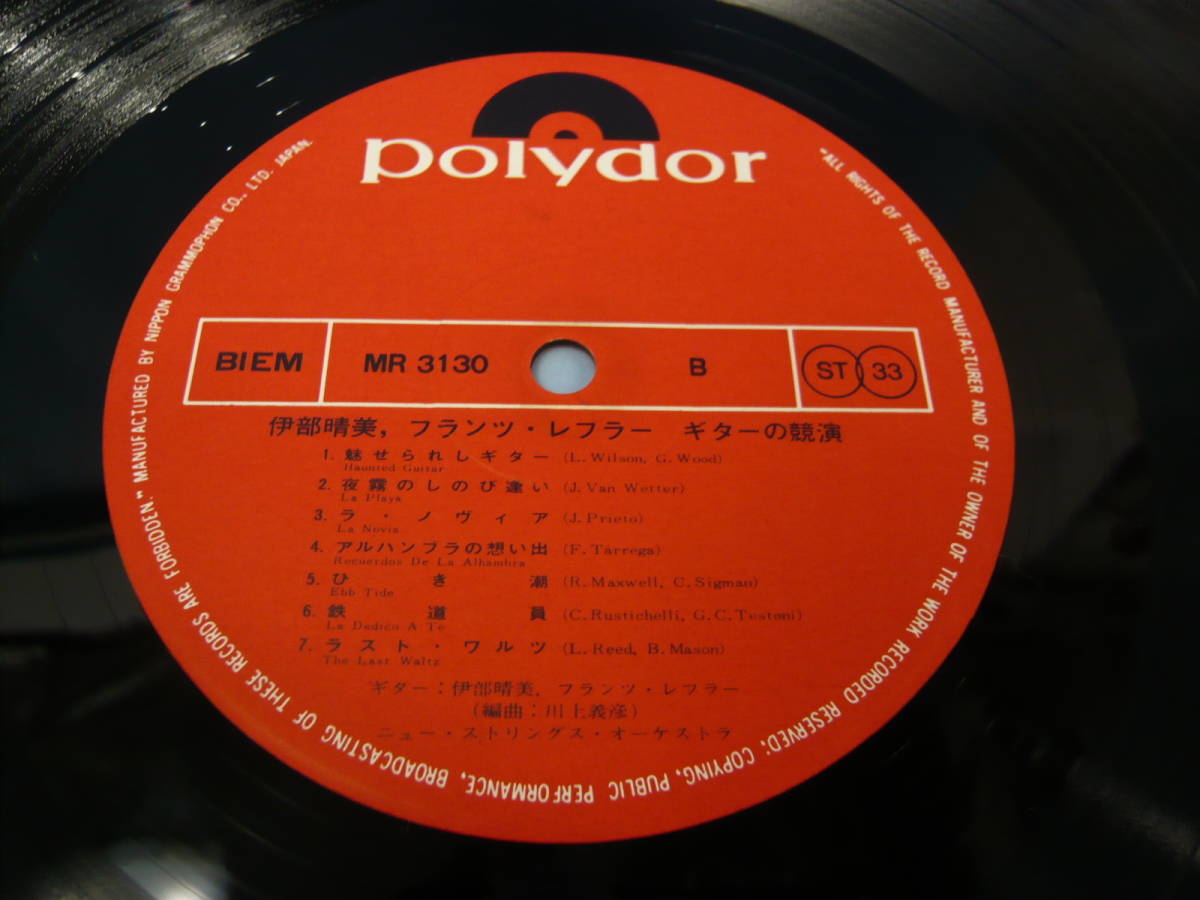 polydor
BIEM MR 3130 B ST 33
伊部晴美, フランツ・レフラー ギターの競演
1. 魅せられしギター (L. Wilson, G. Wood)
Haunted Guitar
2. 夜霧のしのび逢い (J. Van Wetter)
La Playa
3. ラ・ノヴィア (J. Prieto)
La Novia
4. アルハンブラの想い出 (F. Tárrega)
Recuerdos De La Alhambra
5. ひき潮 (R. Maxwell, C. Sigman)
Ebb Tide
6. 鉄道員 (C. Rustichelli, G. C. Testoni)
La Dedico A Te
7. ラスト・ワルツ (L. Reed, B. Mason)
The Last Waltz
ギター：伊部晴美, フランツ・レフラー
(編曲：川上義彦)
ニュー・ストリングス・オーケストラ
"ALL RIGHTS OF THE RECORD MANUFACTURER AND OF THE OWNER OF THE WORK RECORDED RESERVED; COPYING, PUBLIC PERFORMANCE, BROADCASTING OF THESE RECORDS ARE FORBIDDEN." MANUFACTURED BY NIPPON GRAMMOPHON CO., LTD. JAPAN.